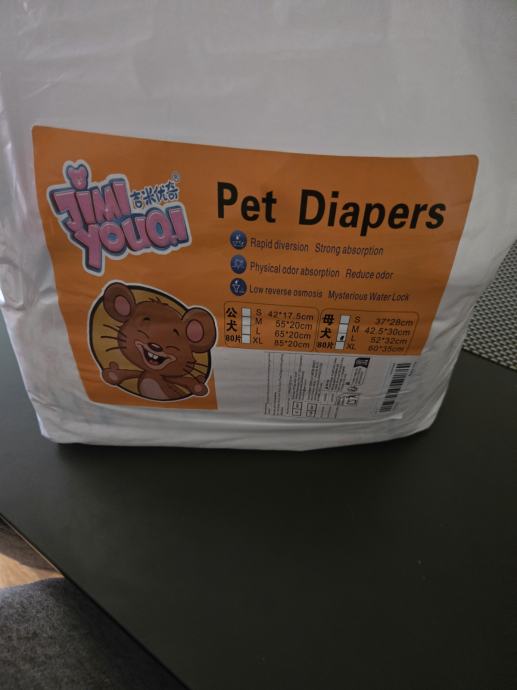 JIMI
YOUQI
吉米优奇
Pet Diapers
Rapid diversion Strong absorption
Physical odor absorption Reduce odor
Low reverse osmosis Mysterious Water Lock
公犬
80片
S 42*17.5cm
M 55*20cm
L 65*20cm
XL 85*20cm
母犬
80片
S 37*28cm
M 42.5*30cm
L 52*32cm
XL 60*35cm